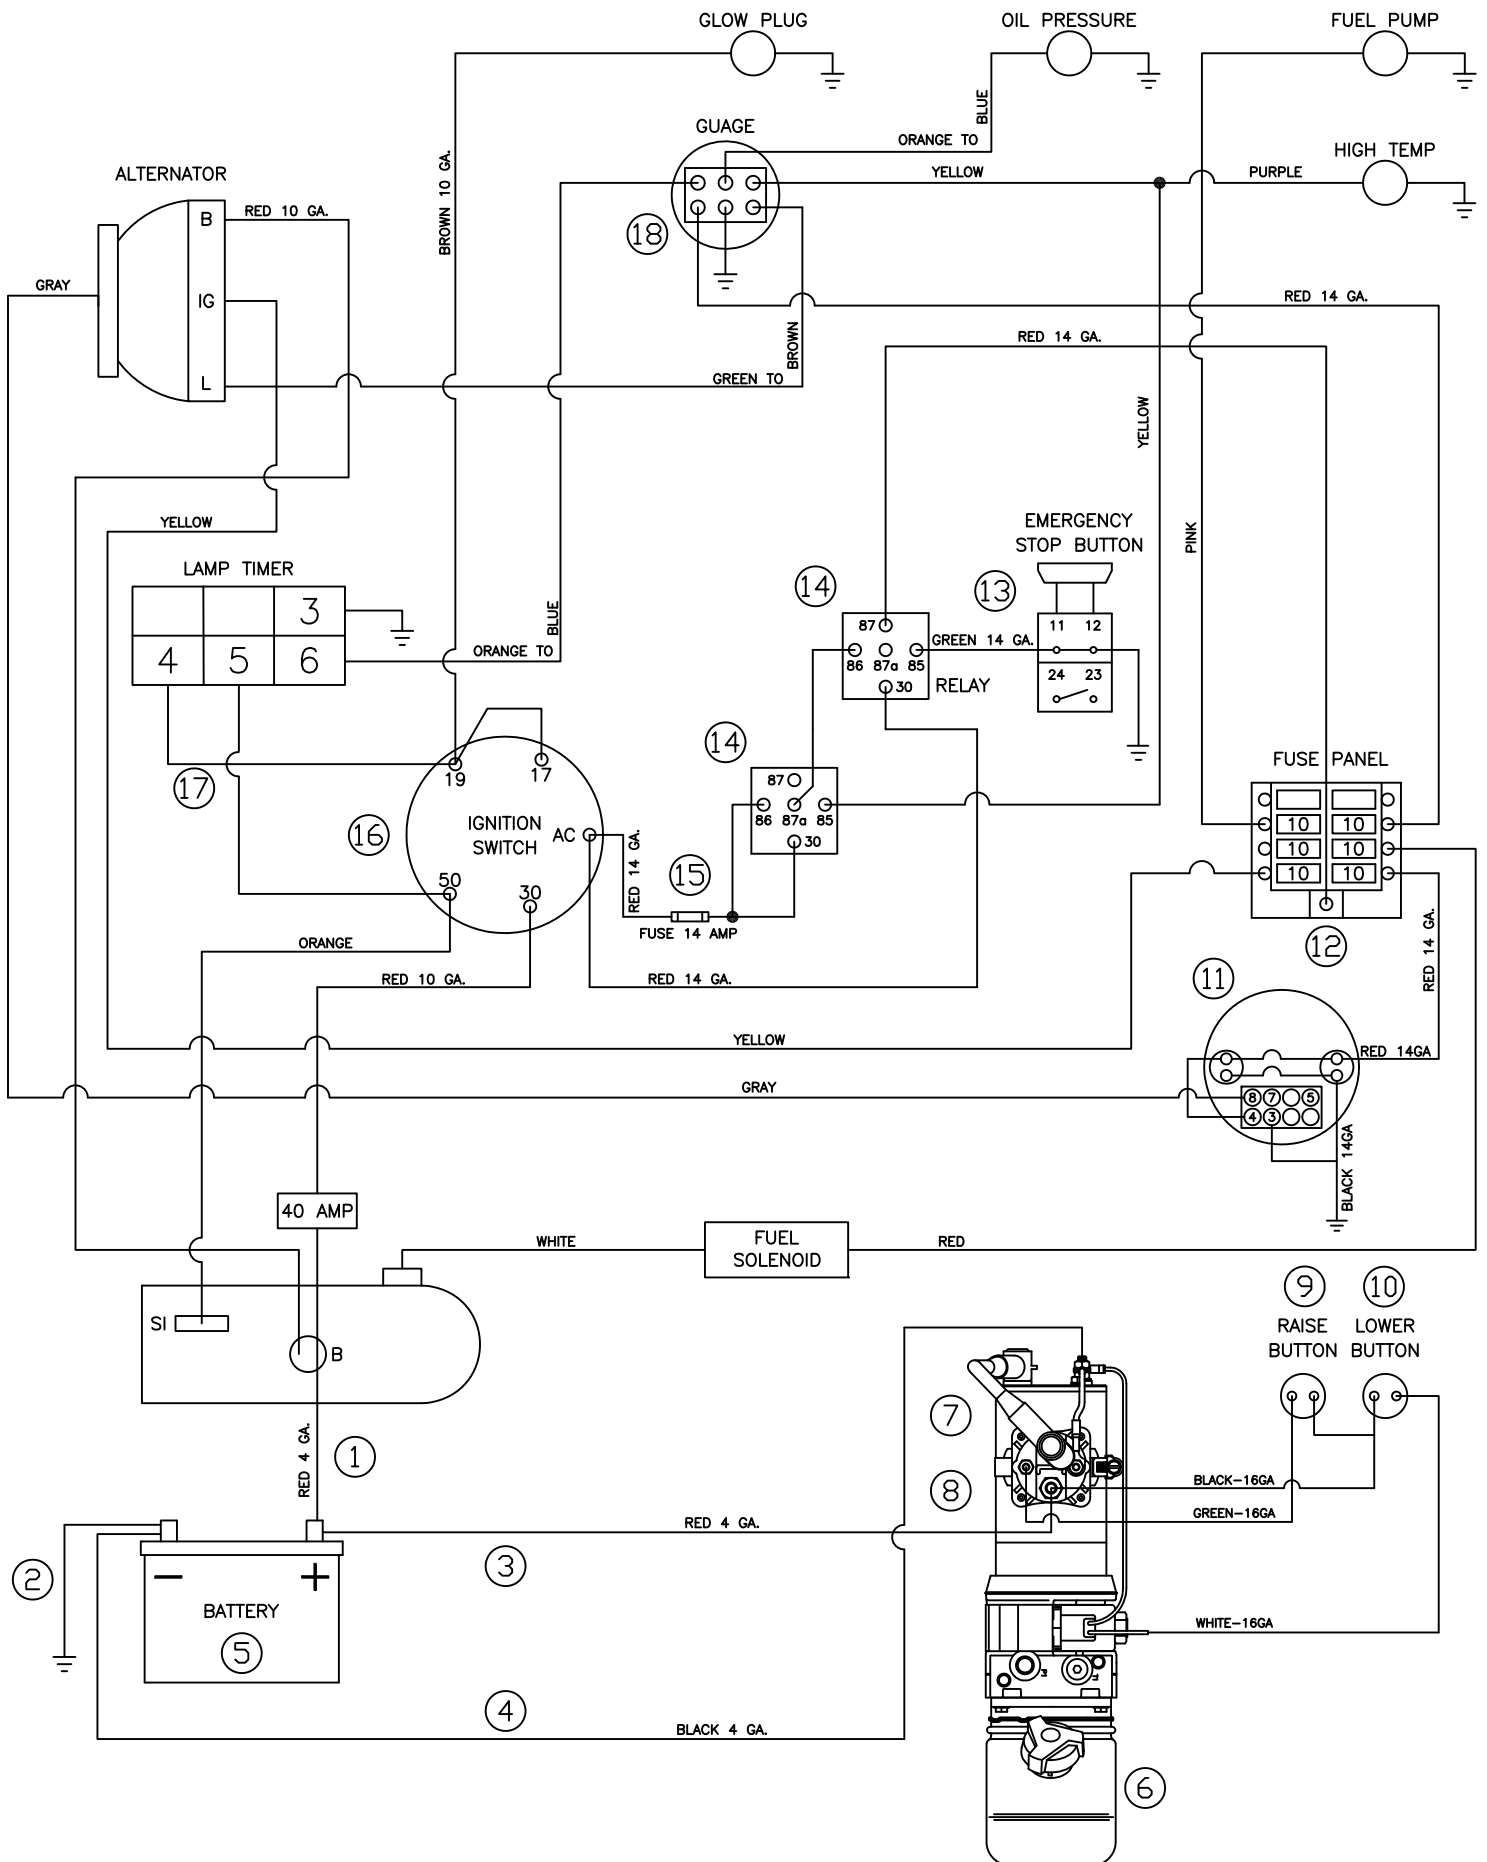 GLOW PLUG
OIL PRESSURE
FUEL PUMP
BLUE
GUAGE
ORANGE TO
BROWN 10 GA.
HIGH TEMP
ALTERNATOR
YELLOW
PURPLE
B
RED 10 GA.
18
GRAY
IG
RED 14 GA.
BROWN
RED 14 GA.
L
GREEN TO
YELLOW
YELLOW
PINK
EMERGENCY
STOP BUTTON
LAMP TIMER
14
13
3
BLUE
87
11 12
GREEN 14 GA.
4 5 6
ORANGE TO
86 87a 85
24 23
30
RELAY
14
FUSE PANEL
17
19
17
87
10 10
16
IGNITION
SWITCH
AC
86 87a 85
30
10 10
RED 14 GA.
15
10 10
50
30
FUSE 14 AMP
12
ORANGE
RED 14 GA.
RED 10 GA.
RED 14 GA.
11
YELLOW
RED 14GA
GRAY
8 7 5
4 3
BLACK 14GA
40 AMP
FUEL
SOLENOID
WHITE
RED
9
10
SI
RAISE
BUTTON
LOWER
BUTTON
B
7
RED 4 GA.
1
8
BLACK-16GA
GREEN-16GA
RED 4 GA.
2
3
− +
BATTERY
WHITE-16GA
5
4
BLACK 4 GA.
6